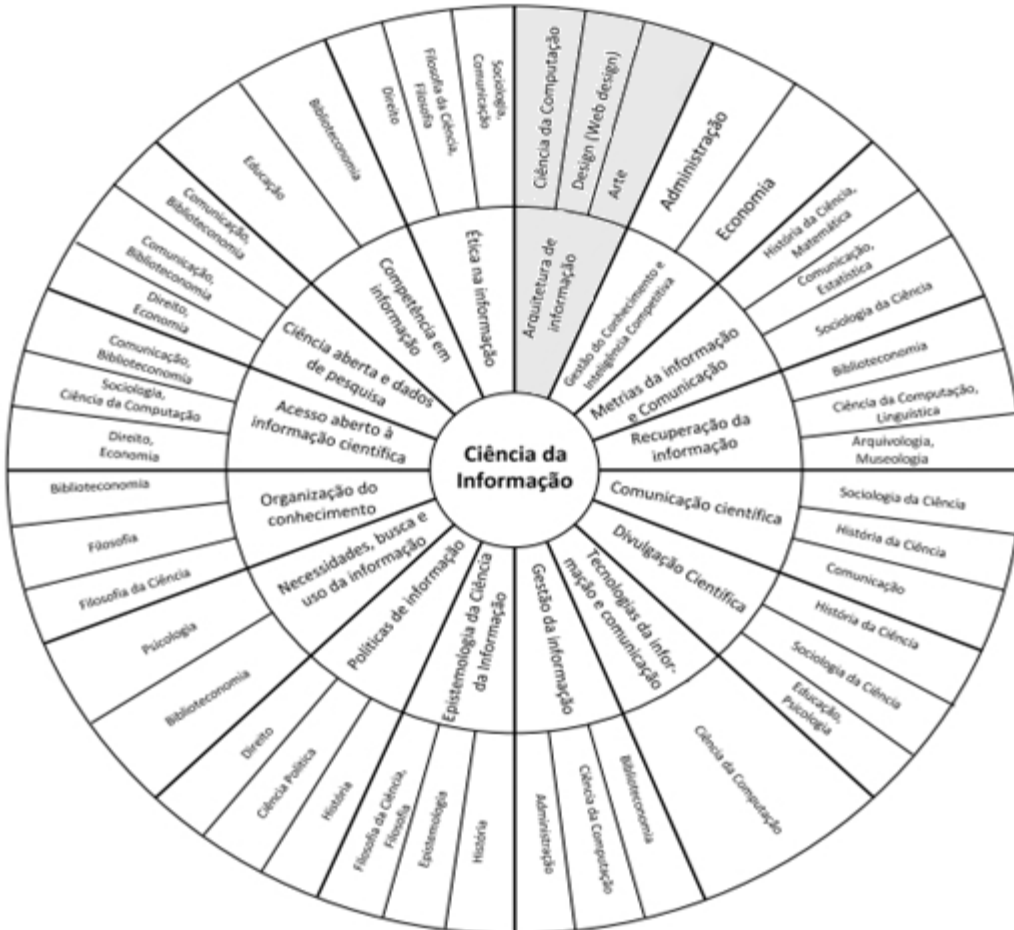 Ciência da
Informação
Arquitetura de
informação
Ciência da Computação
Design (Web design)
Arte
Gestão do Conhecimento e
Inteligência Competitiva
Administração
Economia
Metrias da informação
e Comunicação
História da Ciência,
Matemática
Comunicação,
Estatística
Sociologia da Ciência
Recuperação da
informação
Biblioteconomia
Ciência da Computação,
Linguística
Arquivologia,
Museologia
Comunicação científica
Sociologia da Ciência
História da Ciência
Comunicação
Divulgação Científica
História da Ciência
Sociologia da Ciência
Educação,
Psicologia
Tecnologias da infor-
mação e comunicação
Ciência da Computação
Gestão da informação
Biblioteconomia
Ciência da Computação
Administração
Epistemologia da Ciência
da Informação
História
Epistemologia
Filosofia da Ciência,
Filosofia
Políticas de informação
História
Ciência Política
Direito
Necessidades, busca e
uso da informação
Biblioteconomia
Psicologia
Organização do
conhecimento
Filosofia da Ciência
Filosofia
Biblioteconomia
Acesso aberto à
informação científica
Direito,
Economia
Sociologia,
Ciência da Computação
Comunicação,
Biblioteconomia
Ciência aberta e dados
de pesquisa
Direito,
Economia
Comunicação,
Biblioteconomia
Comunicação,
Biblioteconomia
Competência em
informação
Educação
Biblioteconomia
Ética na informação
Direito
Filosofia da Ciência,
Filosofia
Sociologia,
Comunicação